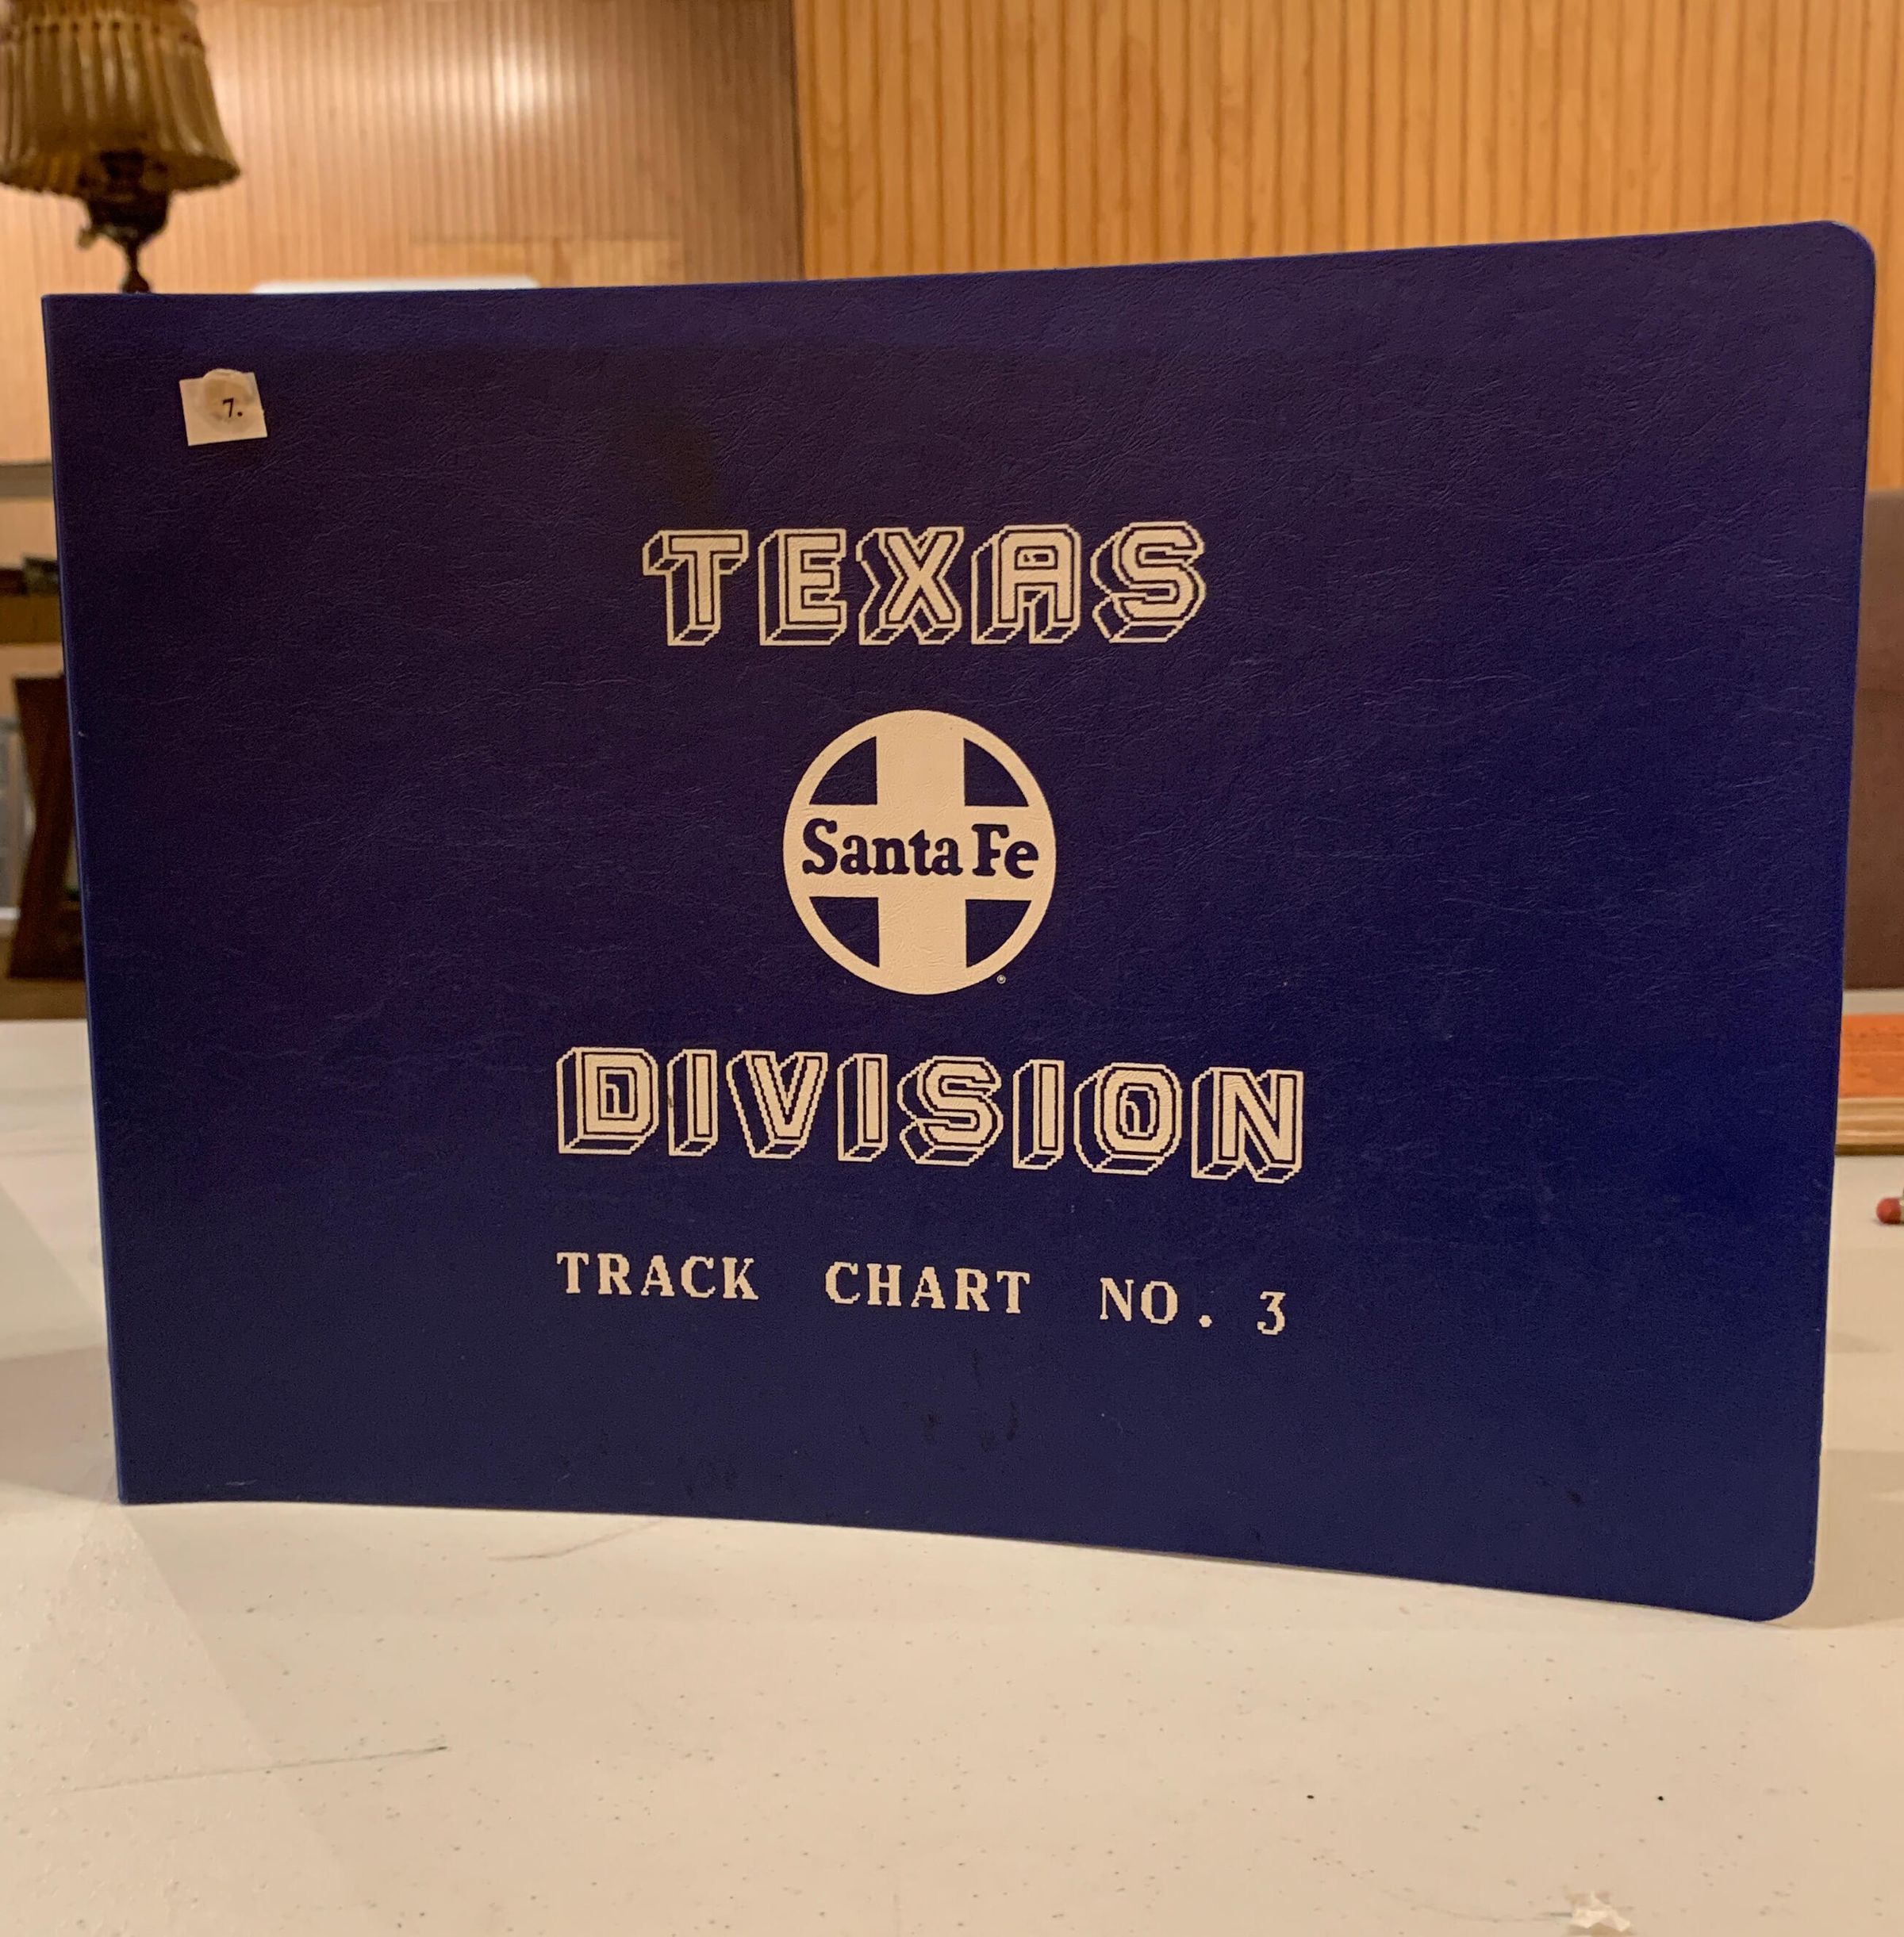 7.
TEXAS
Santa Fe
®
DIVISION
TRACK CHART NO. 3